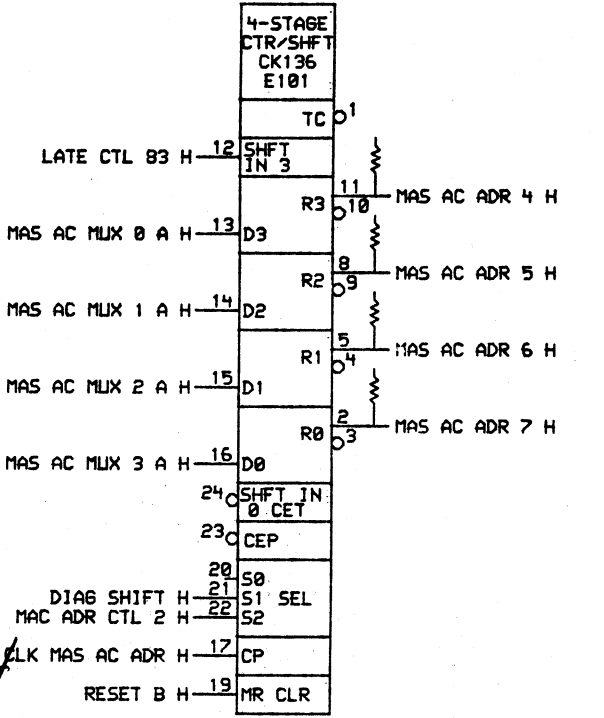 4-STAGE
CTR/SHFT
CK136
E101
TC 1
LATE CTL 83 H 12 SHFT
IN 3
R3 11 MAS AC ADR 4 H
10
MAS AC MUX 0 A H 13 D3
R2 8 MAS AC ADR 5 H
9
MAS AC MUX 1 A H 14 D2
R1 5 MAS AC ADR 6 H
4
MAS AC MUX 2 A H 15 D1
R0 2 MAS AC ADR 7 H
3
MAS AC MUX 3 A H 16 D0
24 SHFT IN
0 CET
23 CEP
20 S0
DIAG SHIFT H 21 S1 SEL
MAC ADR CTL 2 H 22 S2
CLK MAS AC ADR H 17 CP
RESET B H 19 MR CLR